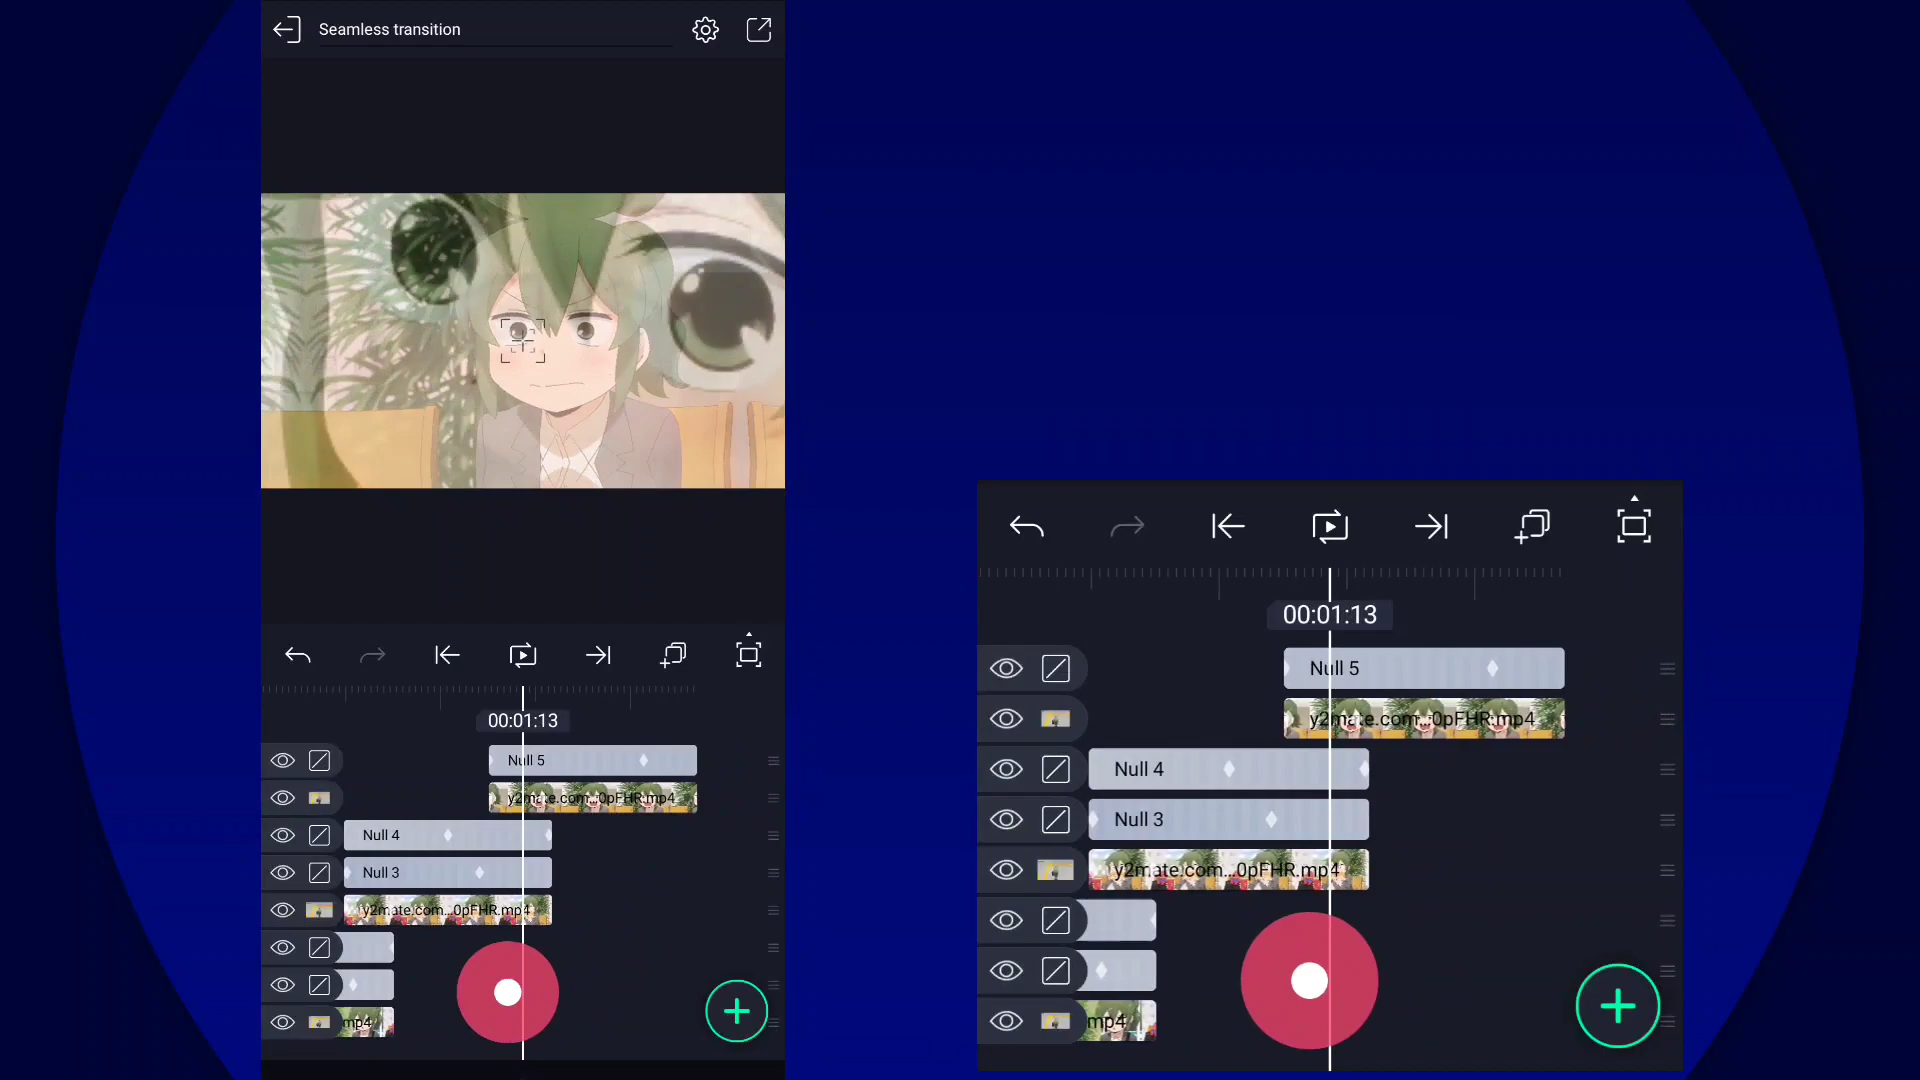 Seamless transition
00:01:13
Null 5
y2mate.com...0pFHR.mp4
Null 4
Null 3
y2mate.com...0pFHR.mp4
mp4
00:01:13
Null 5
y2mate.com...0pFHR.mp4
Null 4
Null 3
y2mate.com...0pFHR.mp4
mp4